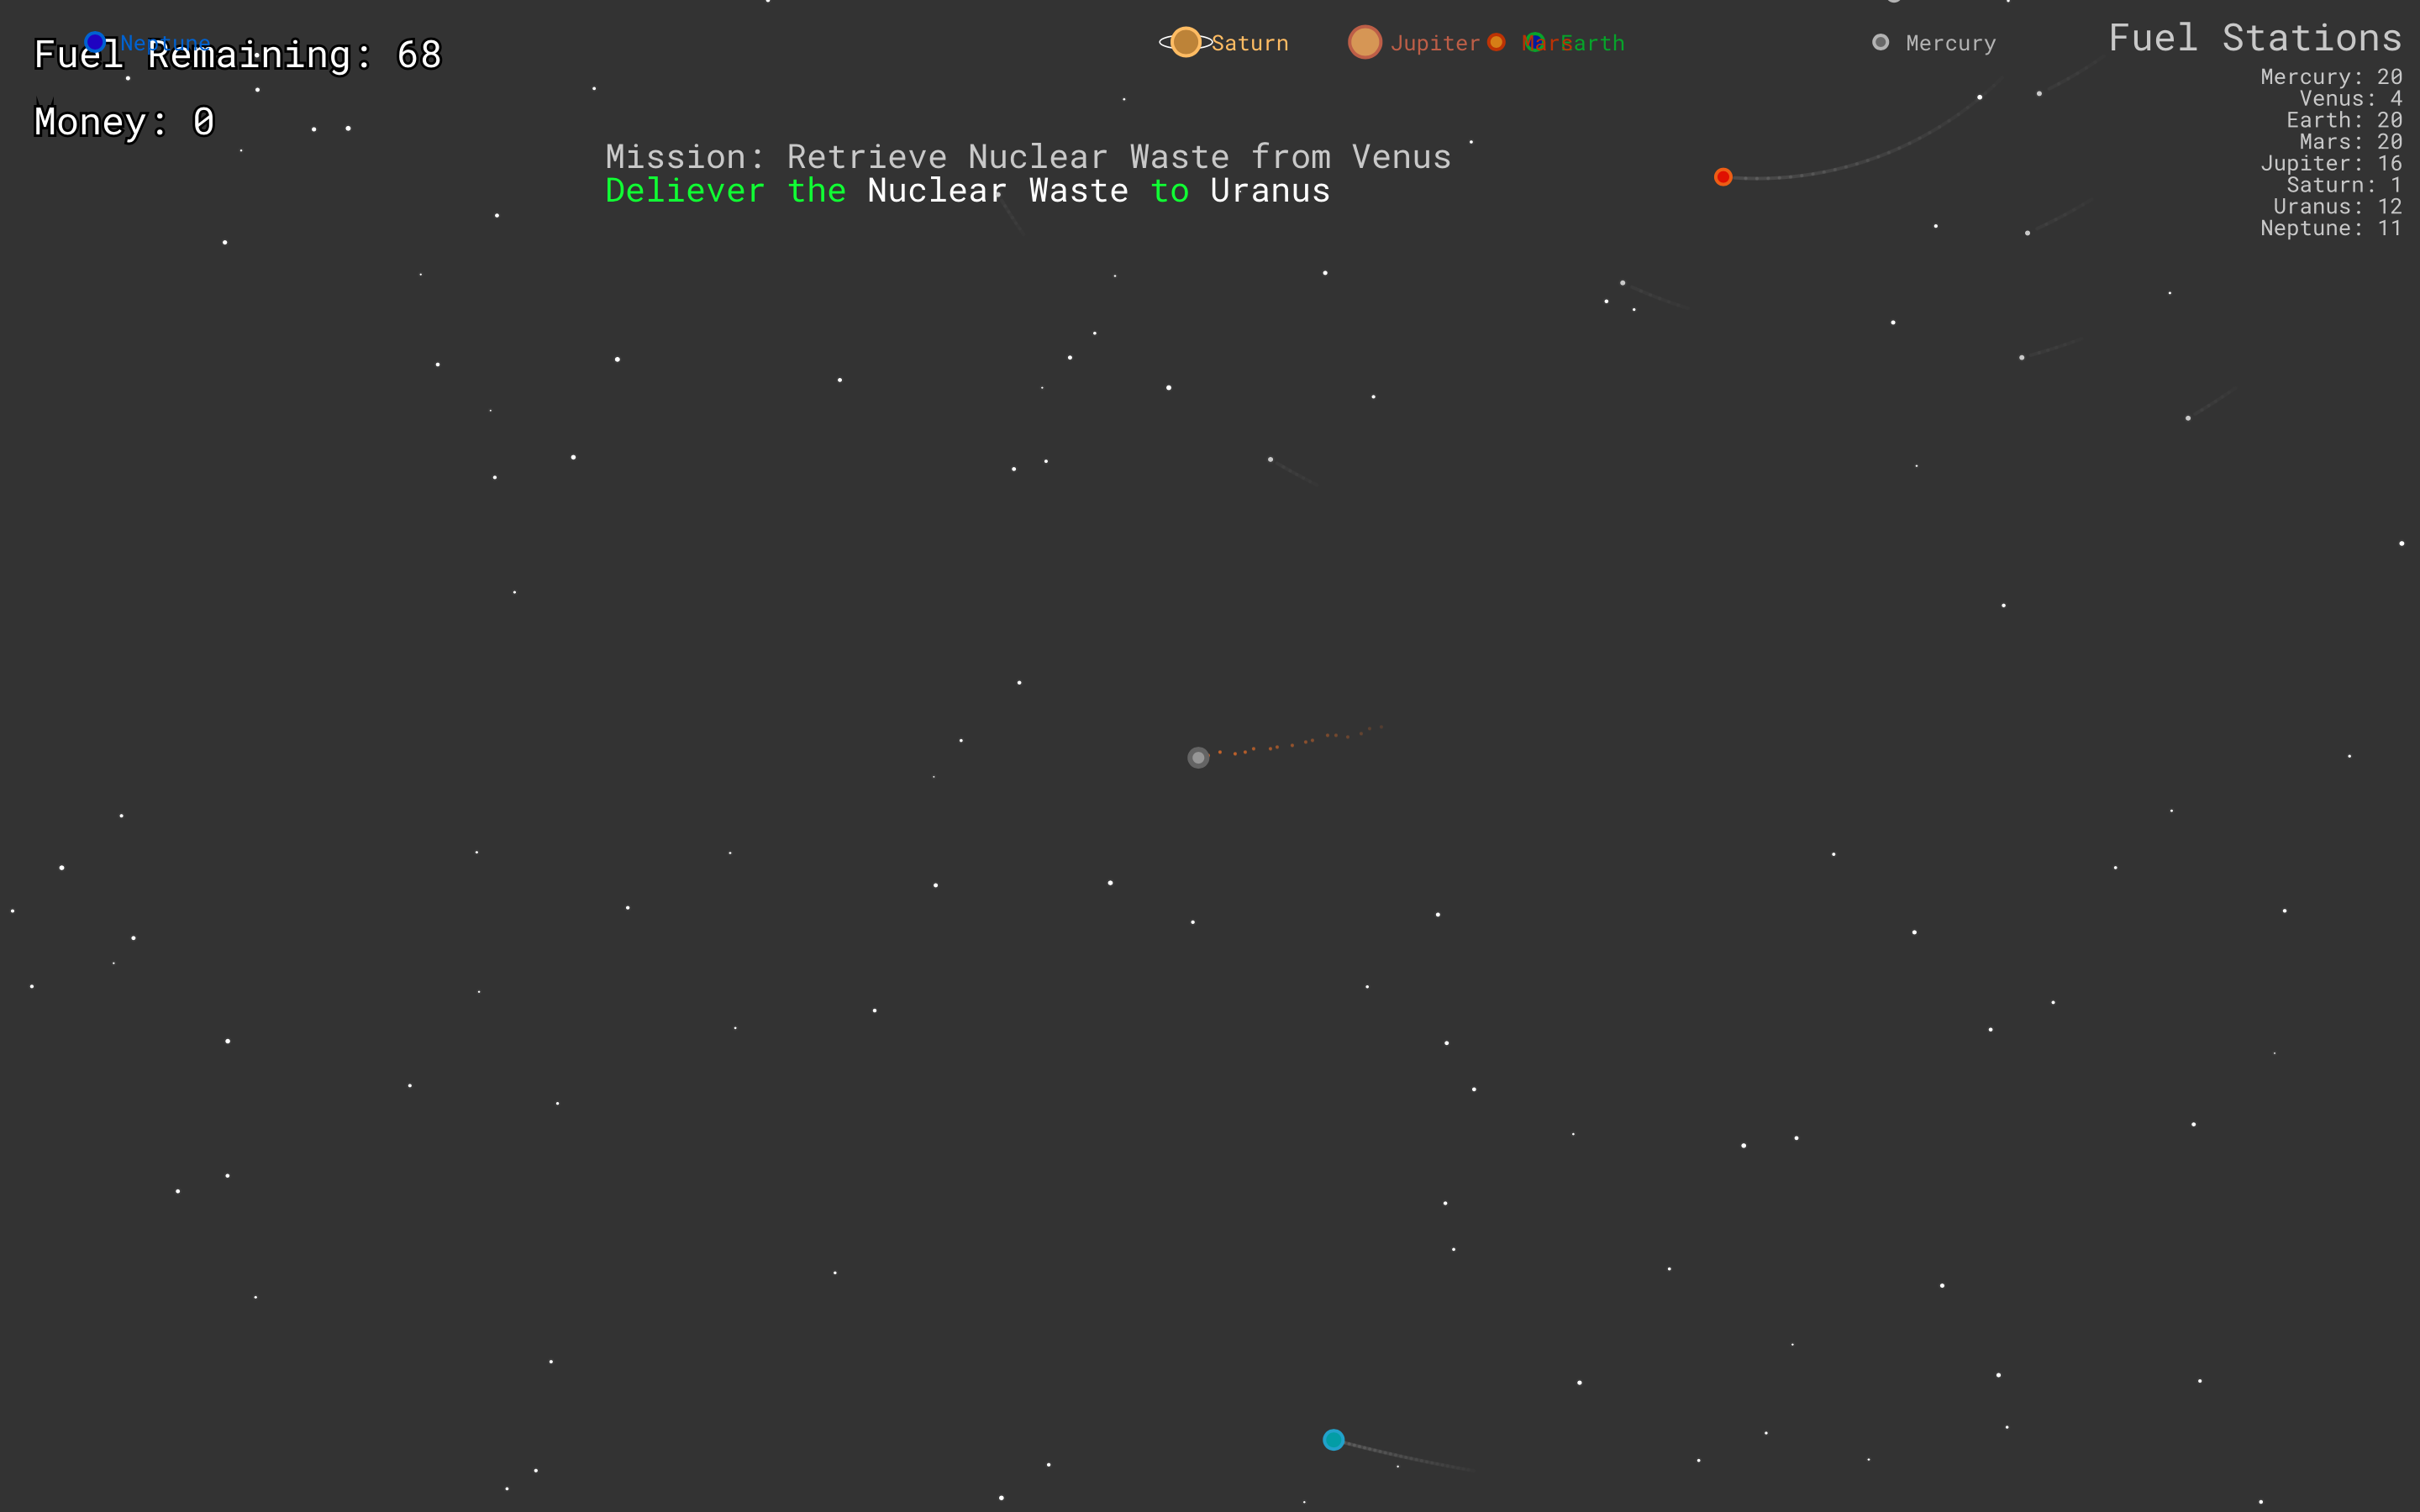 Neptune
Fuel Remaining: 68
Money: 0
Saturn
Jupiter
Mars
Earth
Mercury
Mission: Retrieve Nuclear Waste from Venus
Deliever the Nuclear Waste to Uranus
Fuel Stations
Mercury: 20
Venus: 4
Earth: 20
Mars: 20
Jupiter: 16
Saturn: 1
Uranus: 12
Neptune: 11